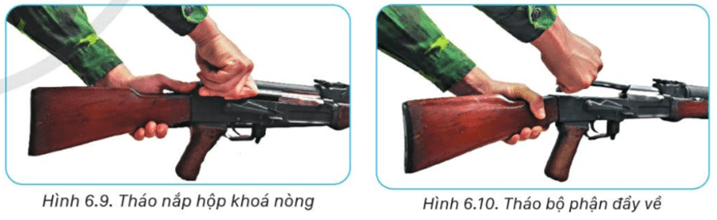 Hình 6.9. Tháo nắp hộp khoá nòng
Hình 6.10. Tháo bộ phận đẩy về